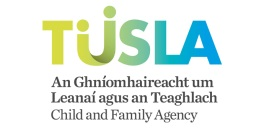 TUSLA
An Ghníomhaireacht um
Leanaí agus an Teaghlach
Child and Family Agency